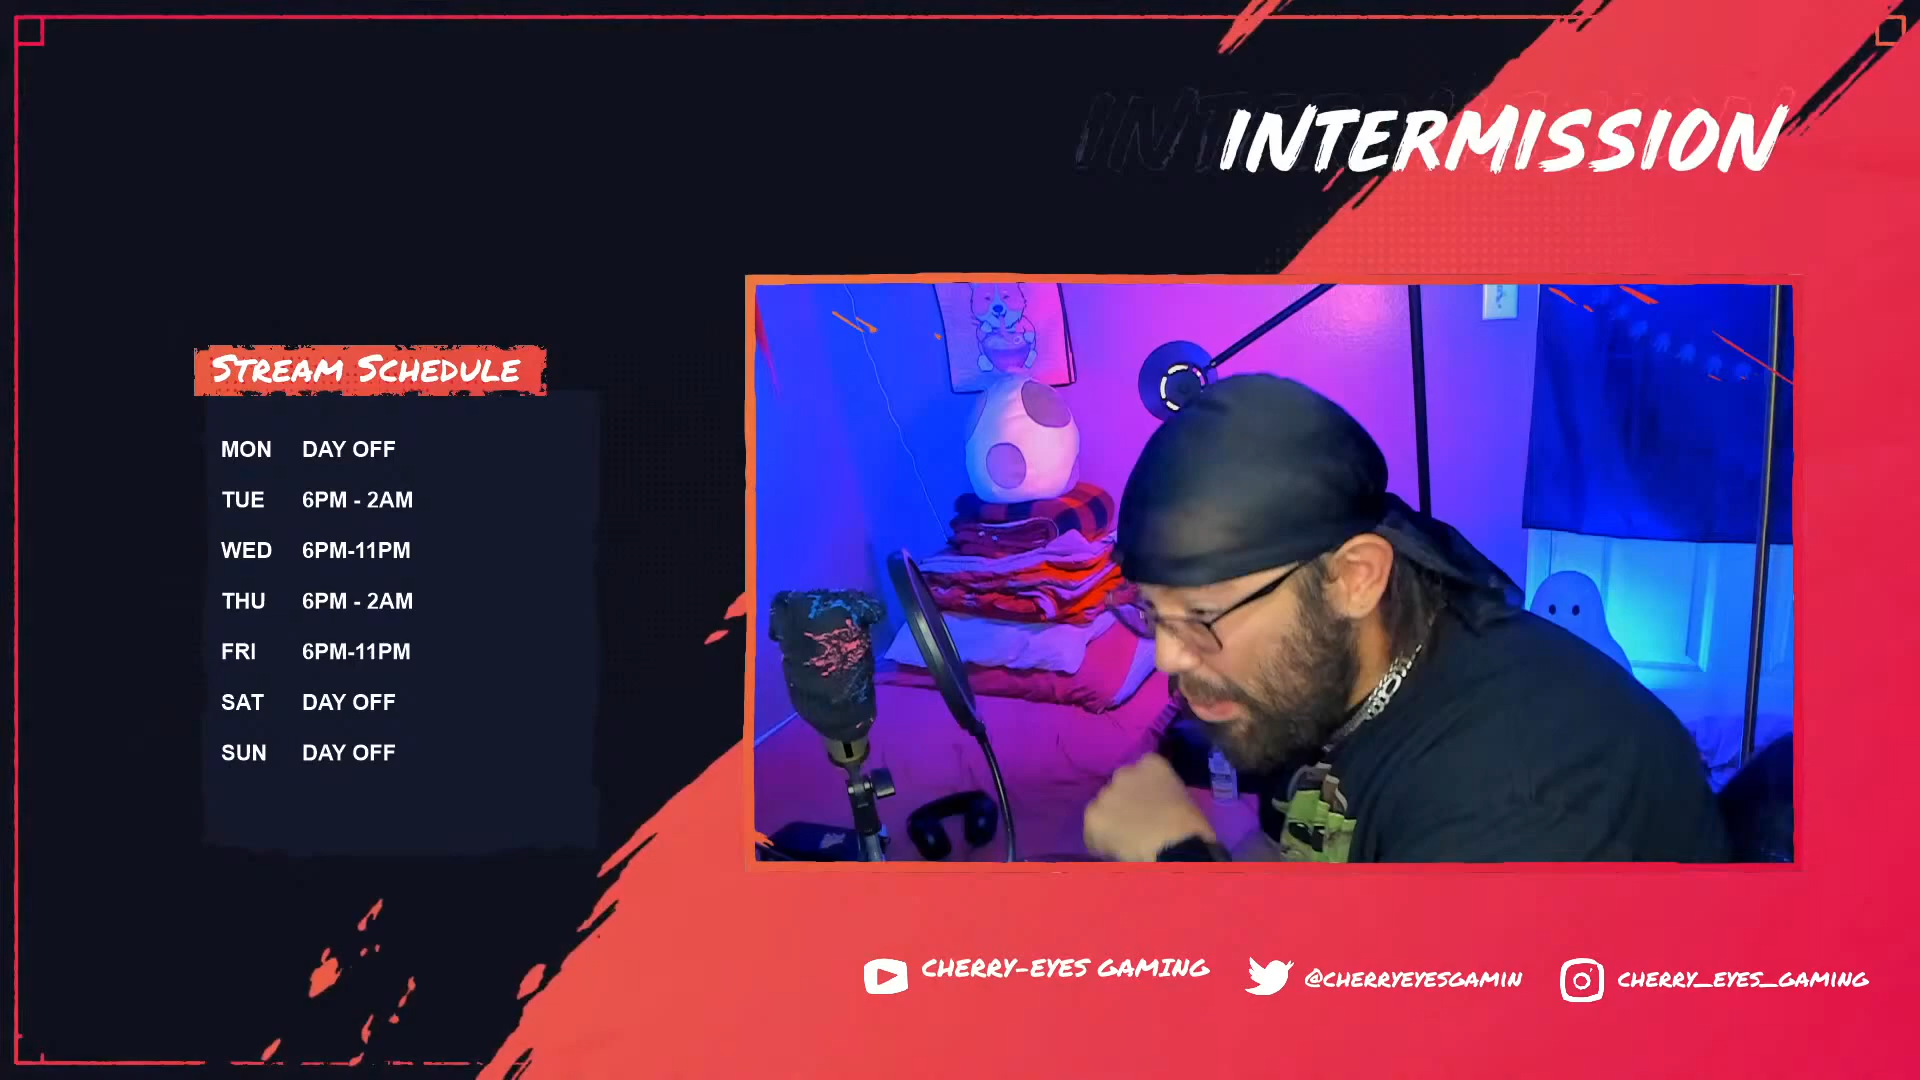 INTERMISSION
STREAM SCHEDULE
MON DAY OFF
TUE 6PM - 2AM
WED 6PM-11PM
THU 6PM - 2AM
FRI 6PM-11PM
SAT DAY OFF
SUN DAY OFF
CHERRY-EYES GAMING
@CHERRYEYESGAMIN
CHERRY_EYES_GAMING